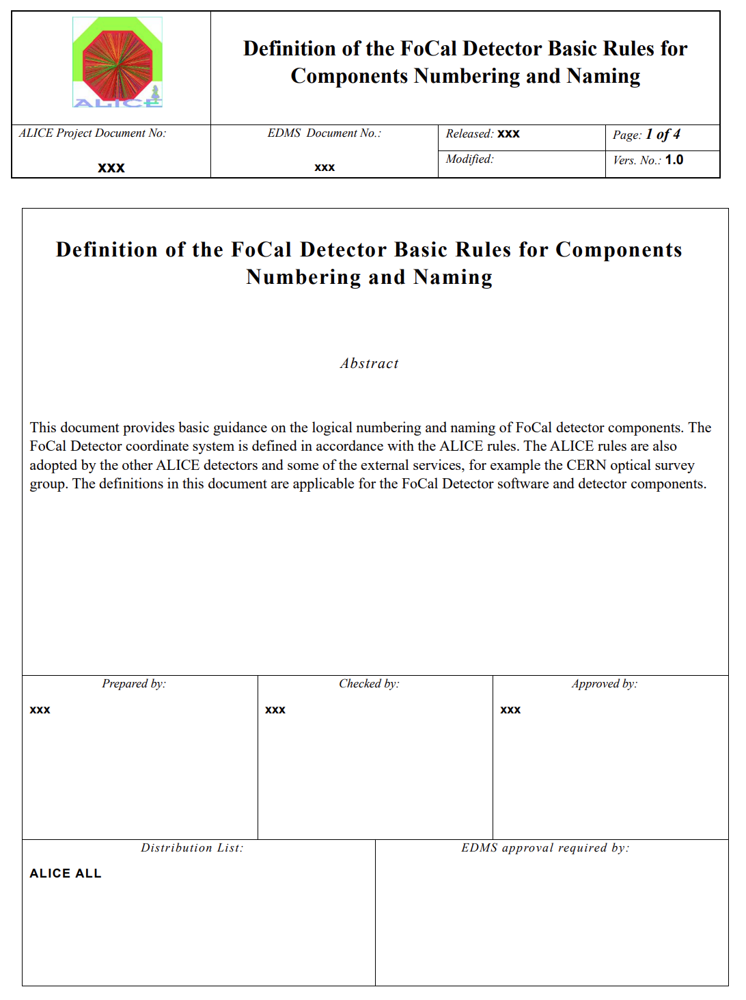 ALICE
Definition of the FoCal Detector Basic Rules for
Components Numbering and Naming
ALICE Project Document No:
xxx
EDMS  Document No.:
xxx
Released: xxx
Modified:
Page: 1 of 4
Vers. No.: 1.0
Definition of the FoCal Detector Basic Rules for Components
Numbering and Naming
Abstract
This document provides basic guidance on the logical numbering and naming of FoCal detector components. The
FoCal Detector coordinate system is defined in accordance with the ALICE rules. The ALICE rules are also
adopted by the other ALICE detectors and some of the external services, for example the CERN optical survey
group. The definitions in this document are applicable for the FoCal Detector software and detector components.
Prepared by:
xxx
Checked by:
xxx
Approved by:
xxx
Distribution List:
ALICE ALL
EDMS approval required by: